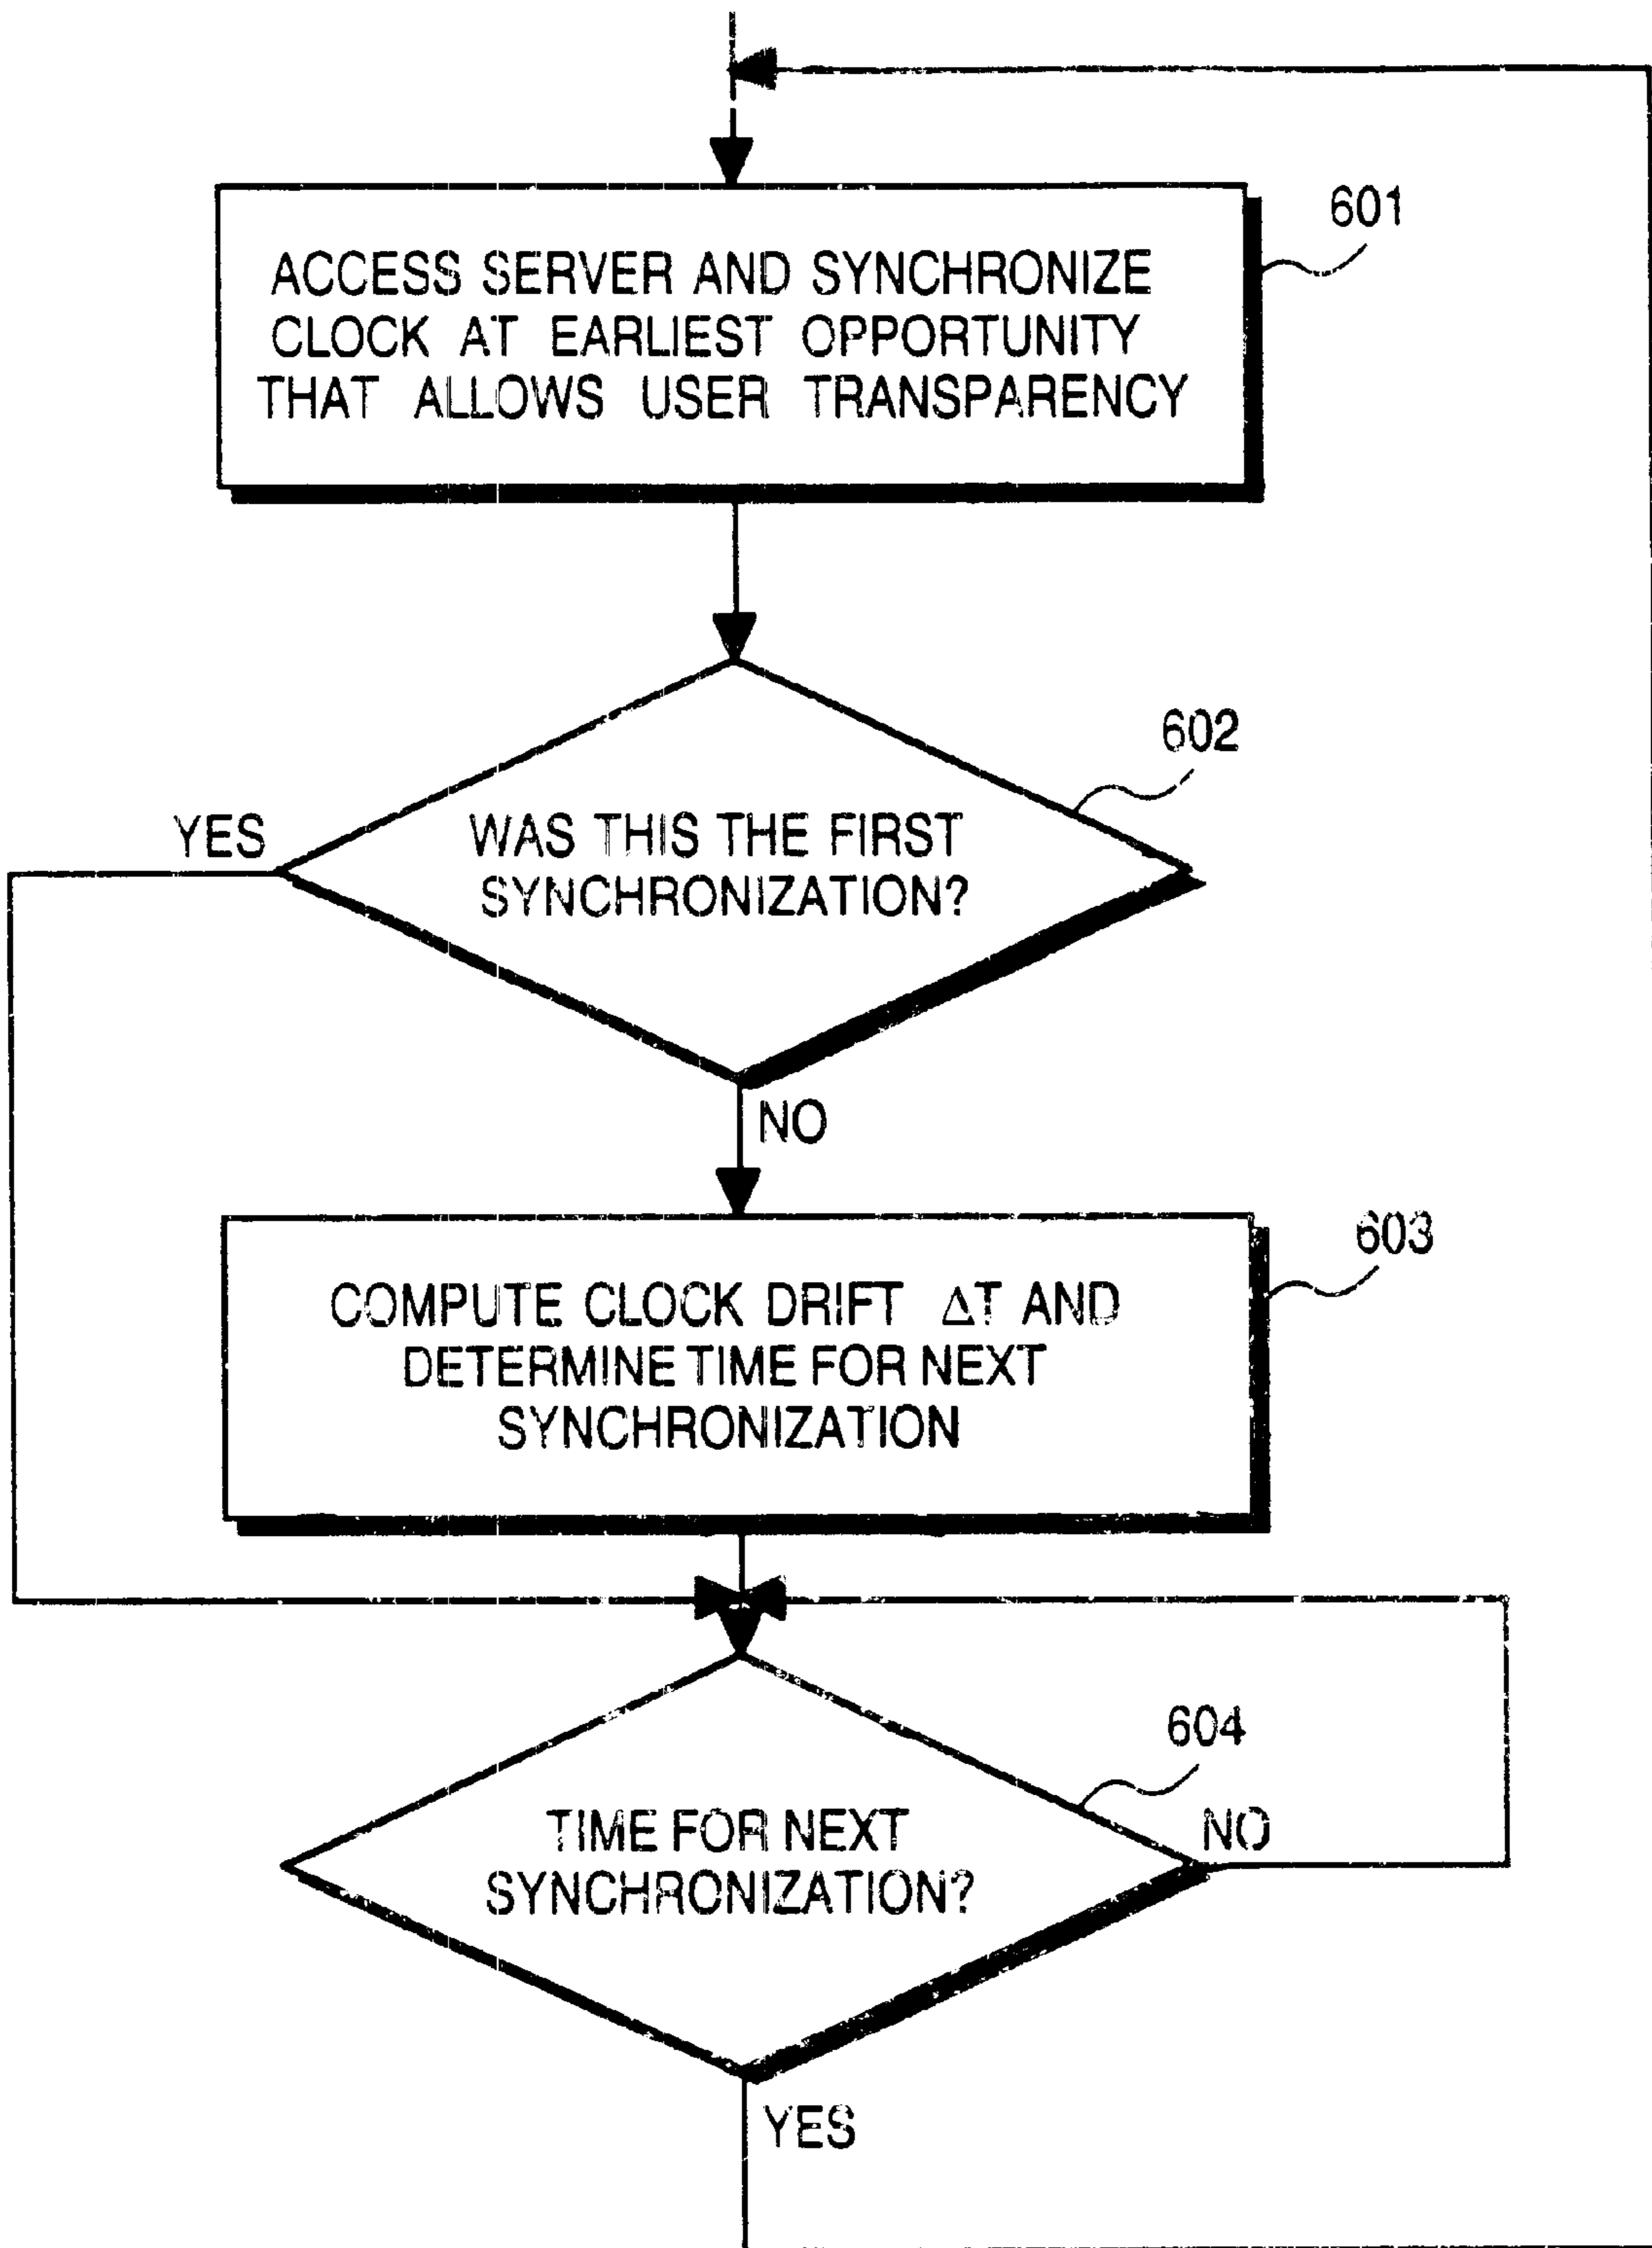 601
ACCESS SERVER AND SYNCHRONIZE
CLOCK AT EARLIEST OPPORTUNITY
THAT ALLOWS USER TRANSPARENCY
602
YES
WAS THIS THE FIRST
SYNCHRONIZATION?
NO
603
COMPUTE CLOCK DRIFT ΔT AND
DETERMINE TIME FOR NEXT
SYNCHRONIZATION
604
TIME FOR NEXT
SYNCHRONIZATION?
NO
YES